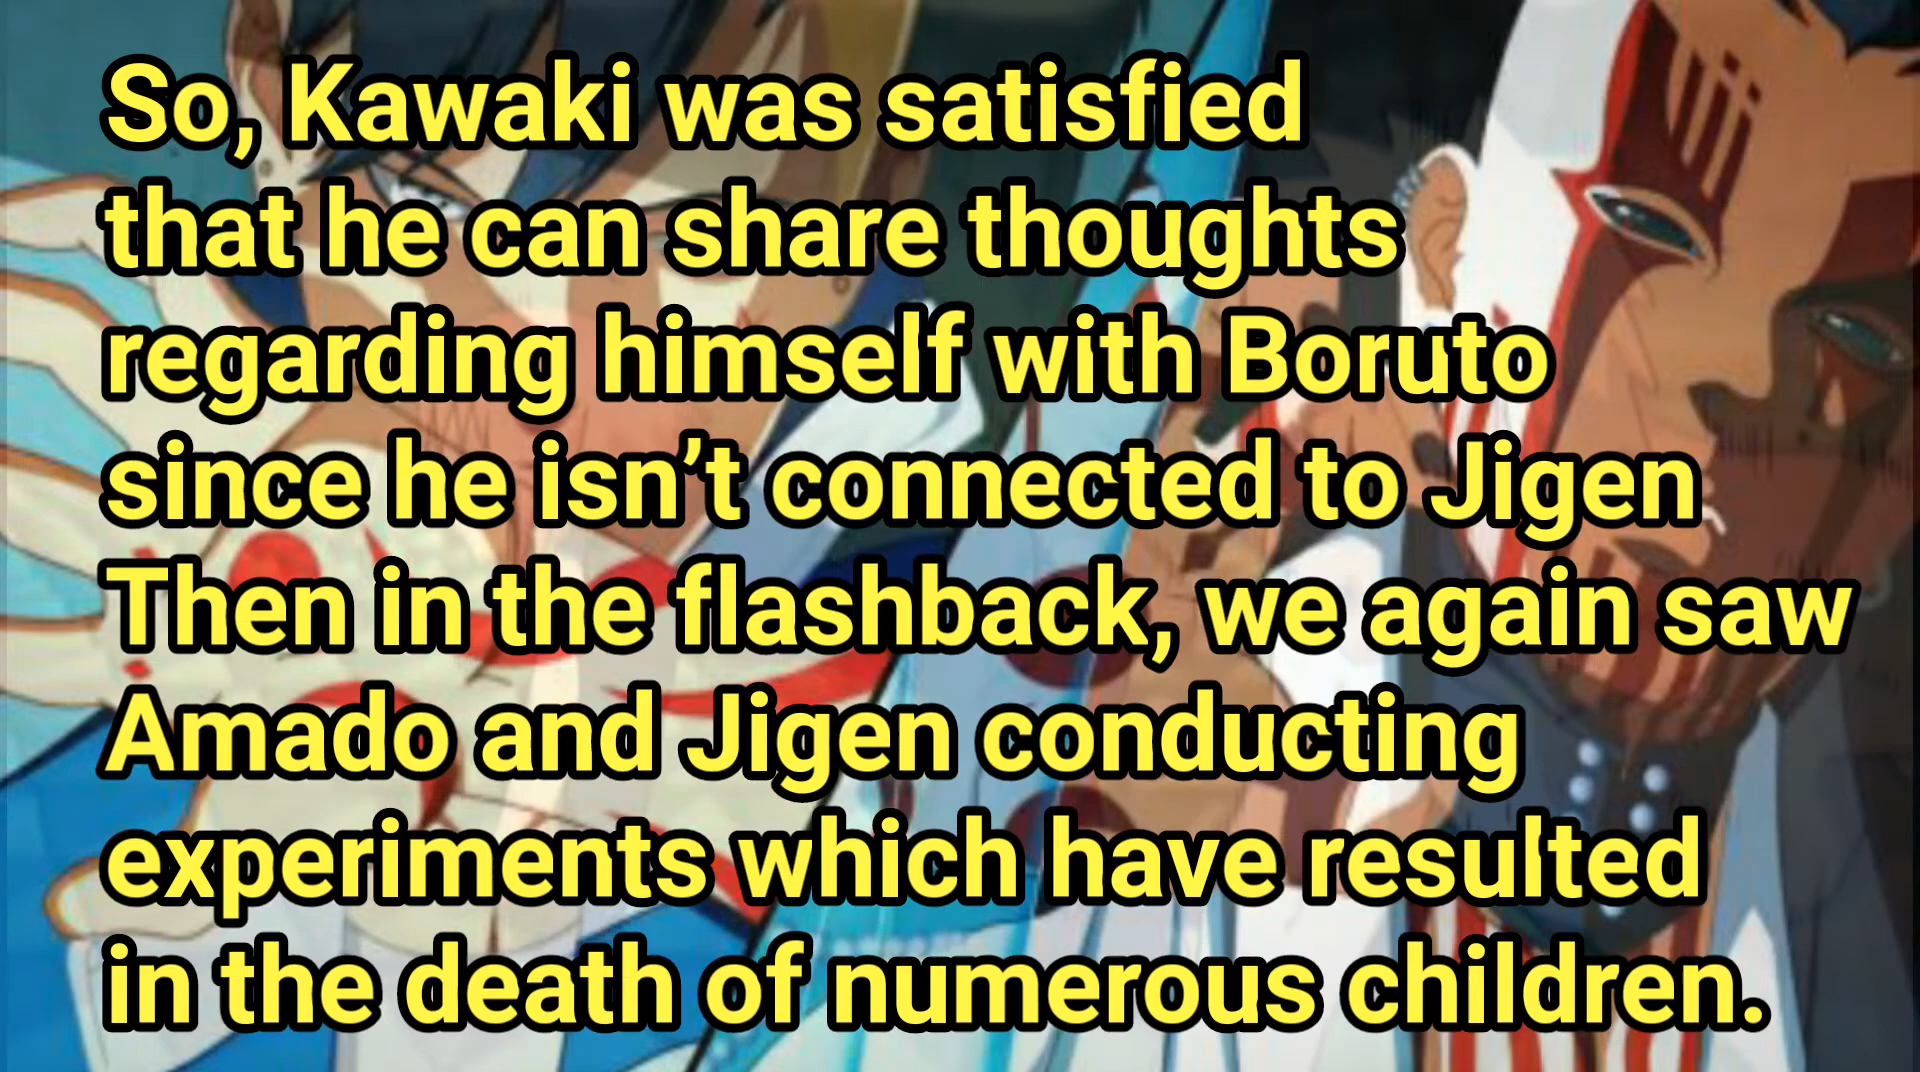 So, Kawaki was satisfied
that he can share thoughts
regarding himself with Boruto
since he isn’t connected to Jigen
Then in the flashback, we again saw
Amado and Jigen conducting
experiments which have resulted
in the death of numerous children.